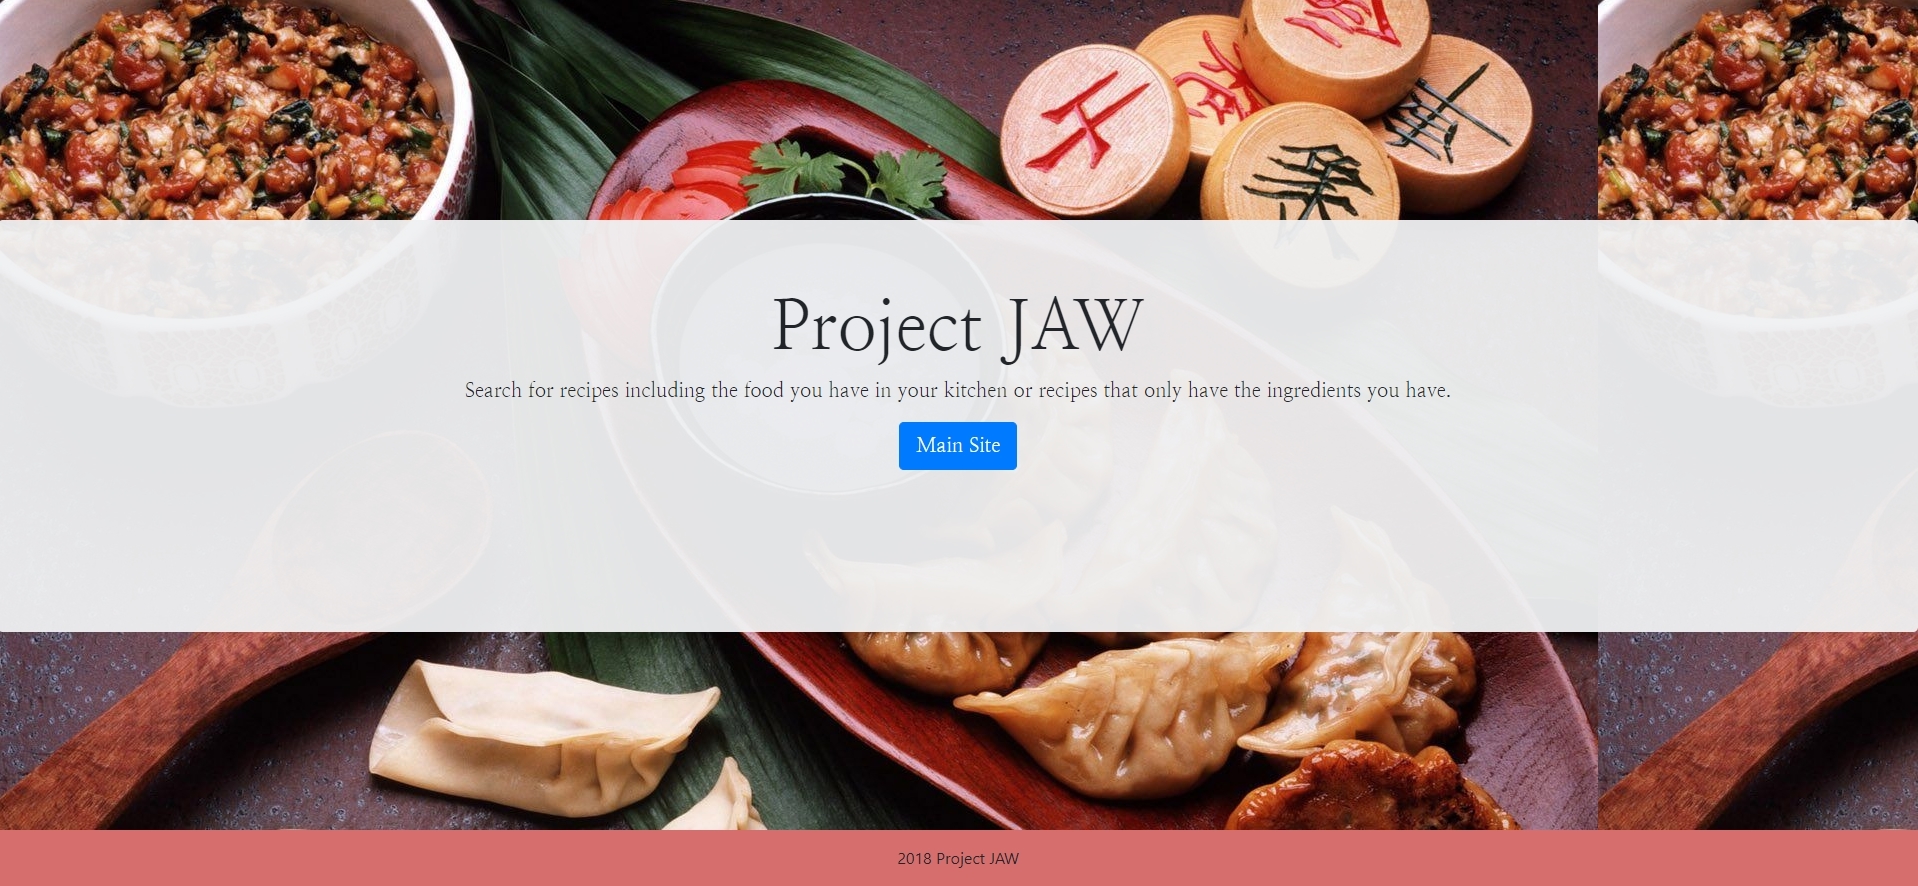 Project JAW
Search for recipes including the food you have in your kitchen or recipes that only have the ingredients you have.
Main Site
2018 Project JAW